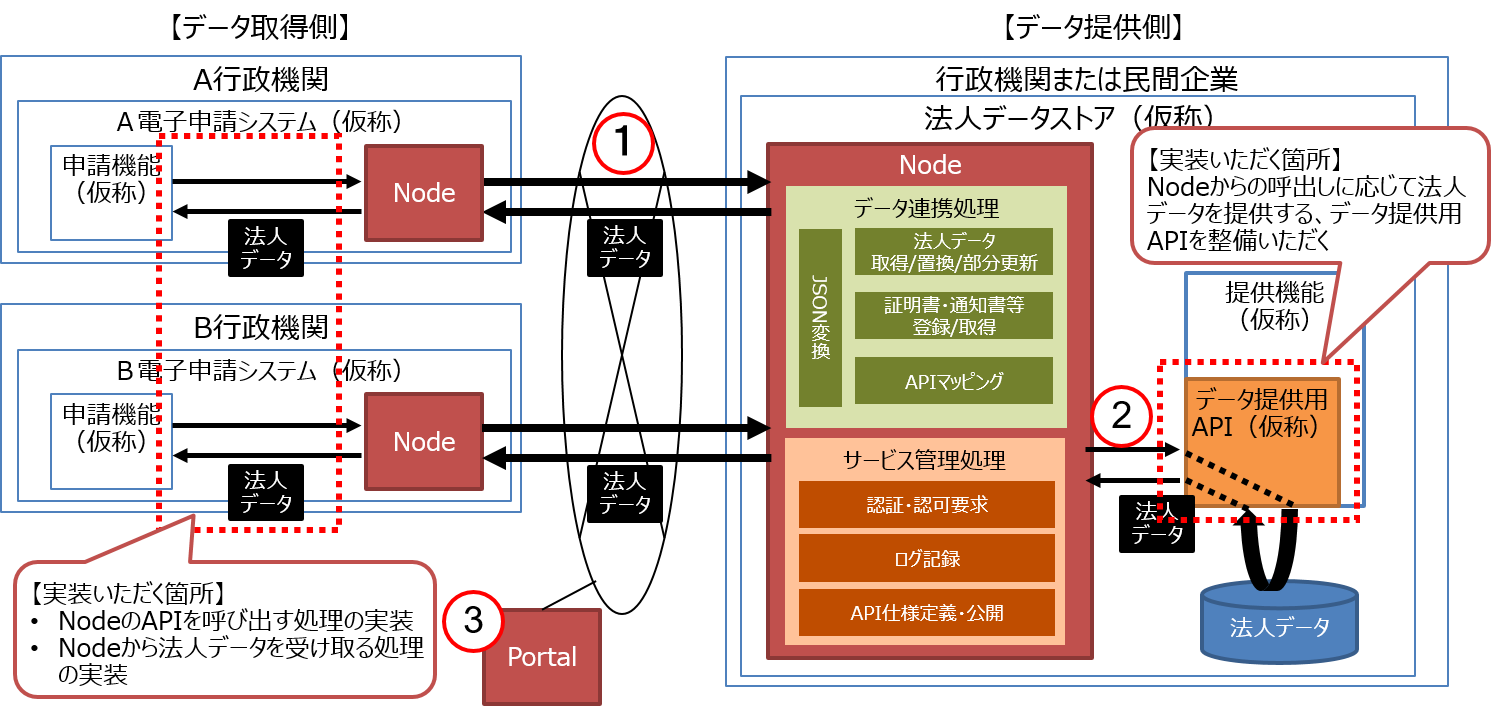 【データ取得側】
A行政機関
A電子申請システム（仮称）
申請機能
（仮称）
Node
法人
データ
B行政機関
B電子申請システム（仮称）
申請機能
（仮称）
Node
法人
データ
【実装いただく箇所】
• NodeのAPIを呼び出す処理の実装
• Nodeから法人データを受け取る処理
の実装
1
法人
データ
法人
データ
3
Portal
【データ提供側】
行政機関または民間企業
法人データストア（仮称）
Node
データ連携処理
JSON変換
法人データ
取得/置換/部分更新
証明書・通知書等
登録/取得
APIマッピング
サービス管理処理
認証・認可要求
ログ記録
API仕様定義・公開
2
法人
データ
【実装いただく箇所】
Nodeからの呼出しに応じて法人
データを提供する、データ提供用
APIを整備いただく
提供機能
（仮称）
データ提供用
API（仮称）
法人データ